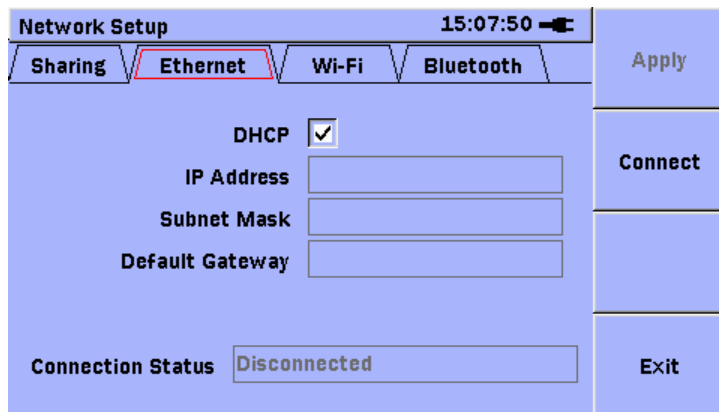 Network Setup 15:07:50
Sharing Ethernet Wi-Fi Bluetooth
Apply
DHCP
Connect
IP Address
Subnet Mask
Default Gateway
Connection Status Disconnected
Exit